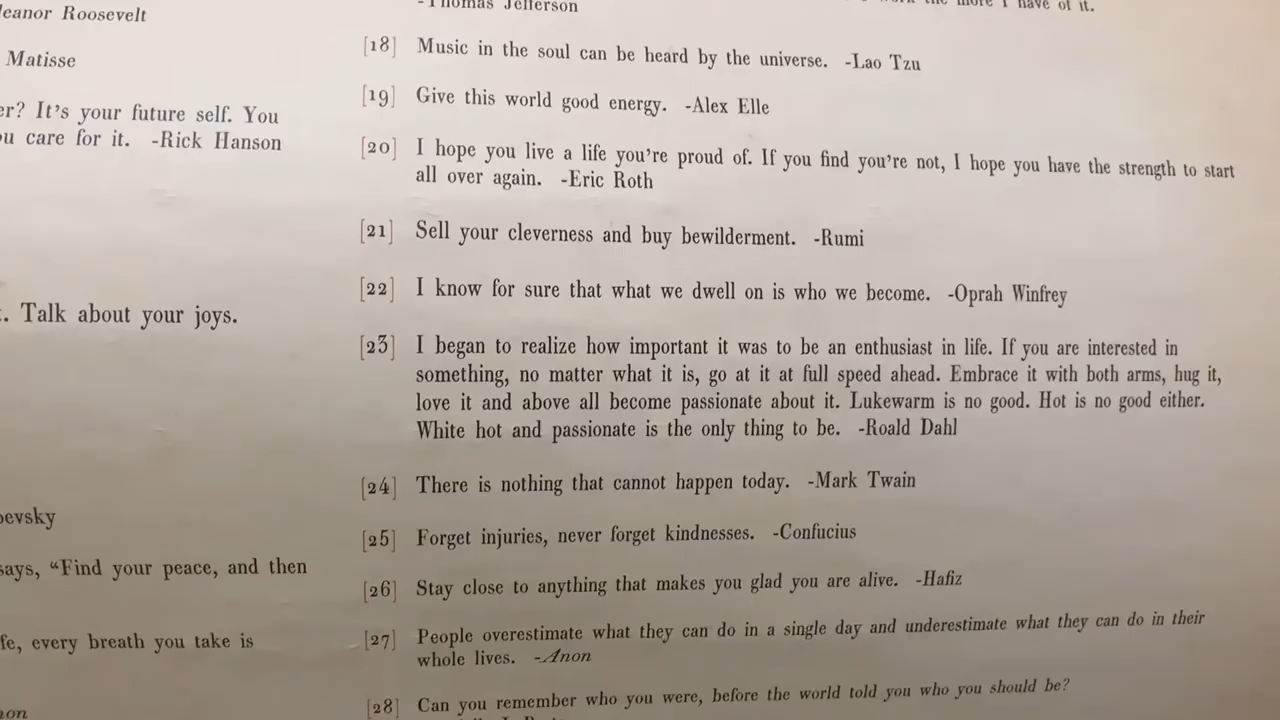 eanor Roosevelt
Matisse
er? It's your future self. You
ou care for it. -Rick Hanson
. Talk about your joys.
oevsky
says, “Find your peace, and then
fe, every breath you take is
non
-Thomas Jefferson
the more I have of it.
[18] Music in the soul can be heard by the universe. -Lao Tzu
[19] Give this world good energy. -Alex Elle
[20] I hope you live a life you're proud of. If you find you're not, I hope you have the strength to start
all over again. -Eric Roth
[21] Sell your cleverness and buy bewilderment. -Rumi
[22] I know for sure that what we dwell on is who we become. -Oprah Winfrey
[23] I began to realize how important it was to be an enthusiast in life. If you are interested in
something, no matter what it is, go at it at full speed ahead. Embrace it with both arms, hug it,
love it and above all become passionate about it. Lukewarm is no good. Hot is no good either.
White hot and passionate is the only thing to be. -Roald Dahl
[24] There is nothing that cannot happen today. -Mark Twain
[25] Forget injuries, never forget kindnesses. -Confucius
[26] Stay close to anything that makes you glad you are alive. -Hafiz
[27] People overestimate what they can do in a single day and underestimate what they can do in their
whole lives. -Anon
[28] Can you remember who you were, before the world told you who you should be?